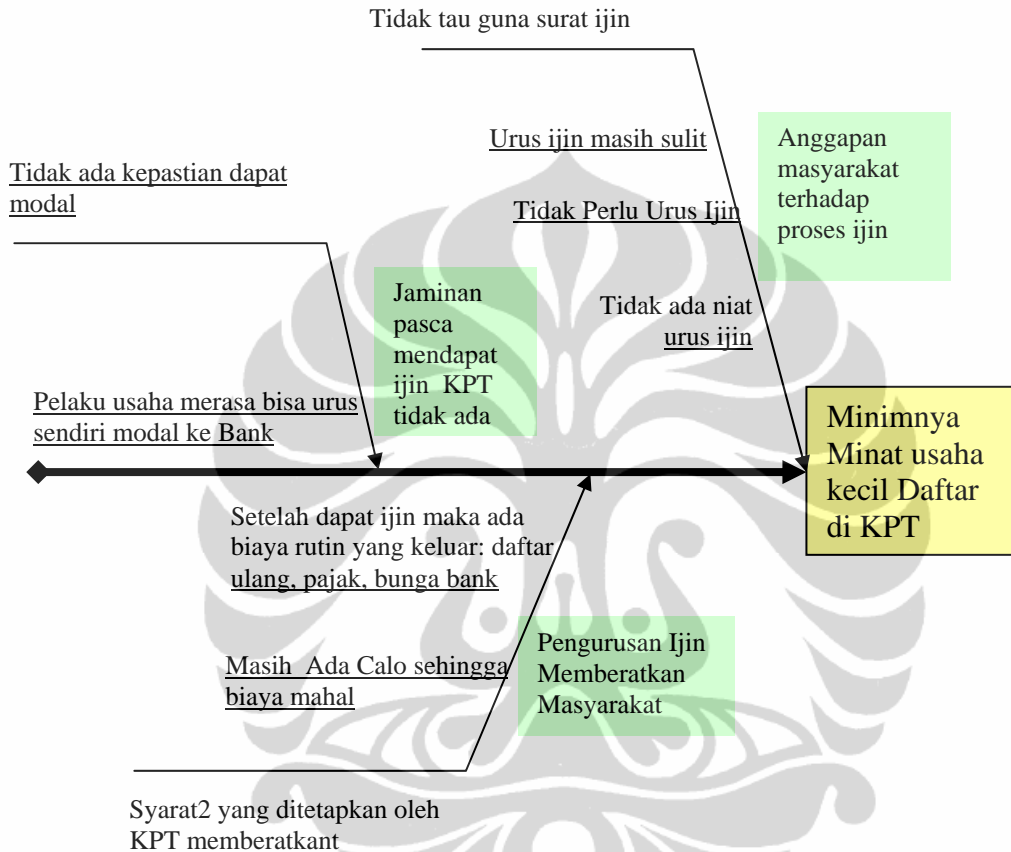 Tidak tau guna surat ijin
Urus ijin masih sulit
Anggapan
masyarakat
terhadap
proses ijin
Tidak ada kepastian dapat
modal
Tidak Perlu Urus Ijin
Jaminan
pasca
mendapat
ijin KPT
tidak ada
Tidak ada niat
urus ijin
Pelaku usaha merasa bisa urus
sendiri modal ke Bank
Minimnya
Minat usaha
kecil Daftar
di KPT
Setelah dapat ijin maka ada
biaya rutin yang keluar: daftar
ulang, pajak, bunga bank
Masih Ada Calo sehingga
biaya mahal
Pengurusan Ijin
Memberatkan
Masyarakat
Syarat2 yang ditetapkan oleh
KPT memberatkant